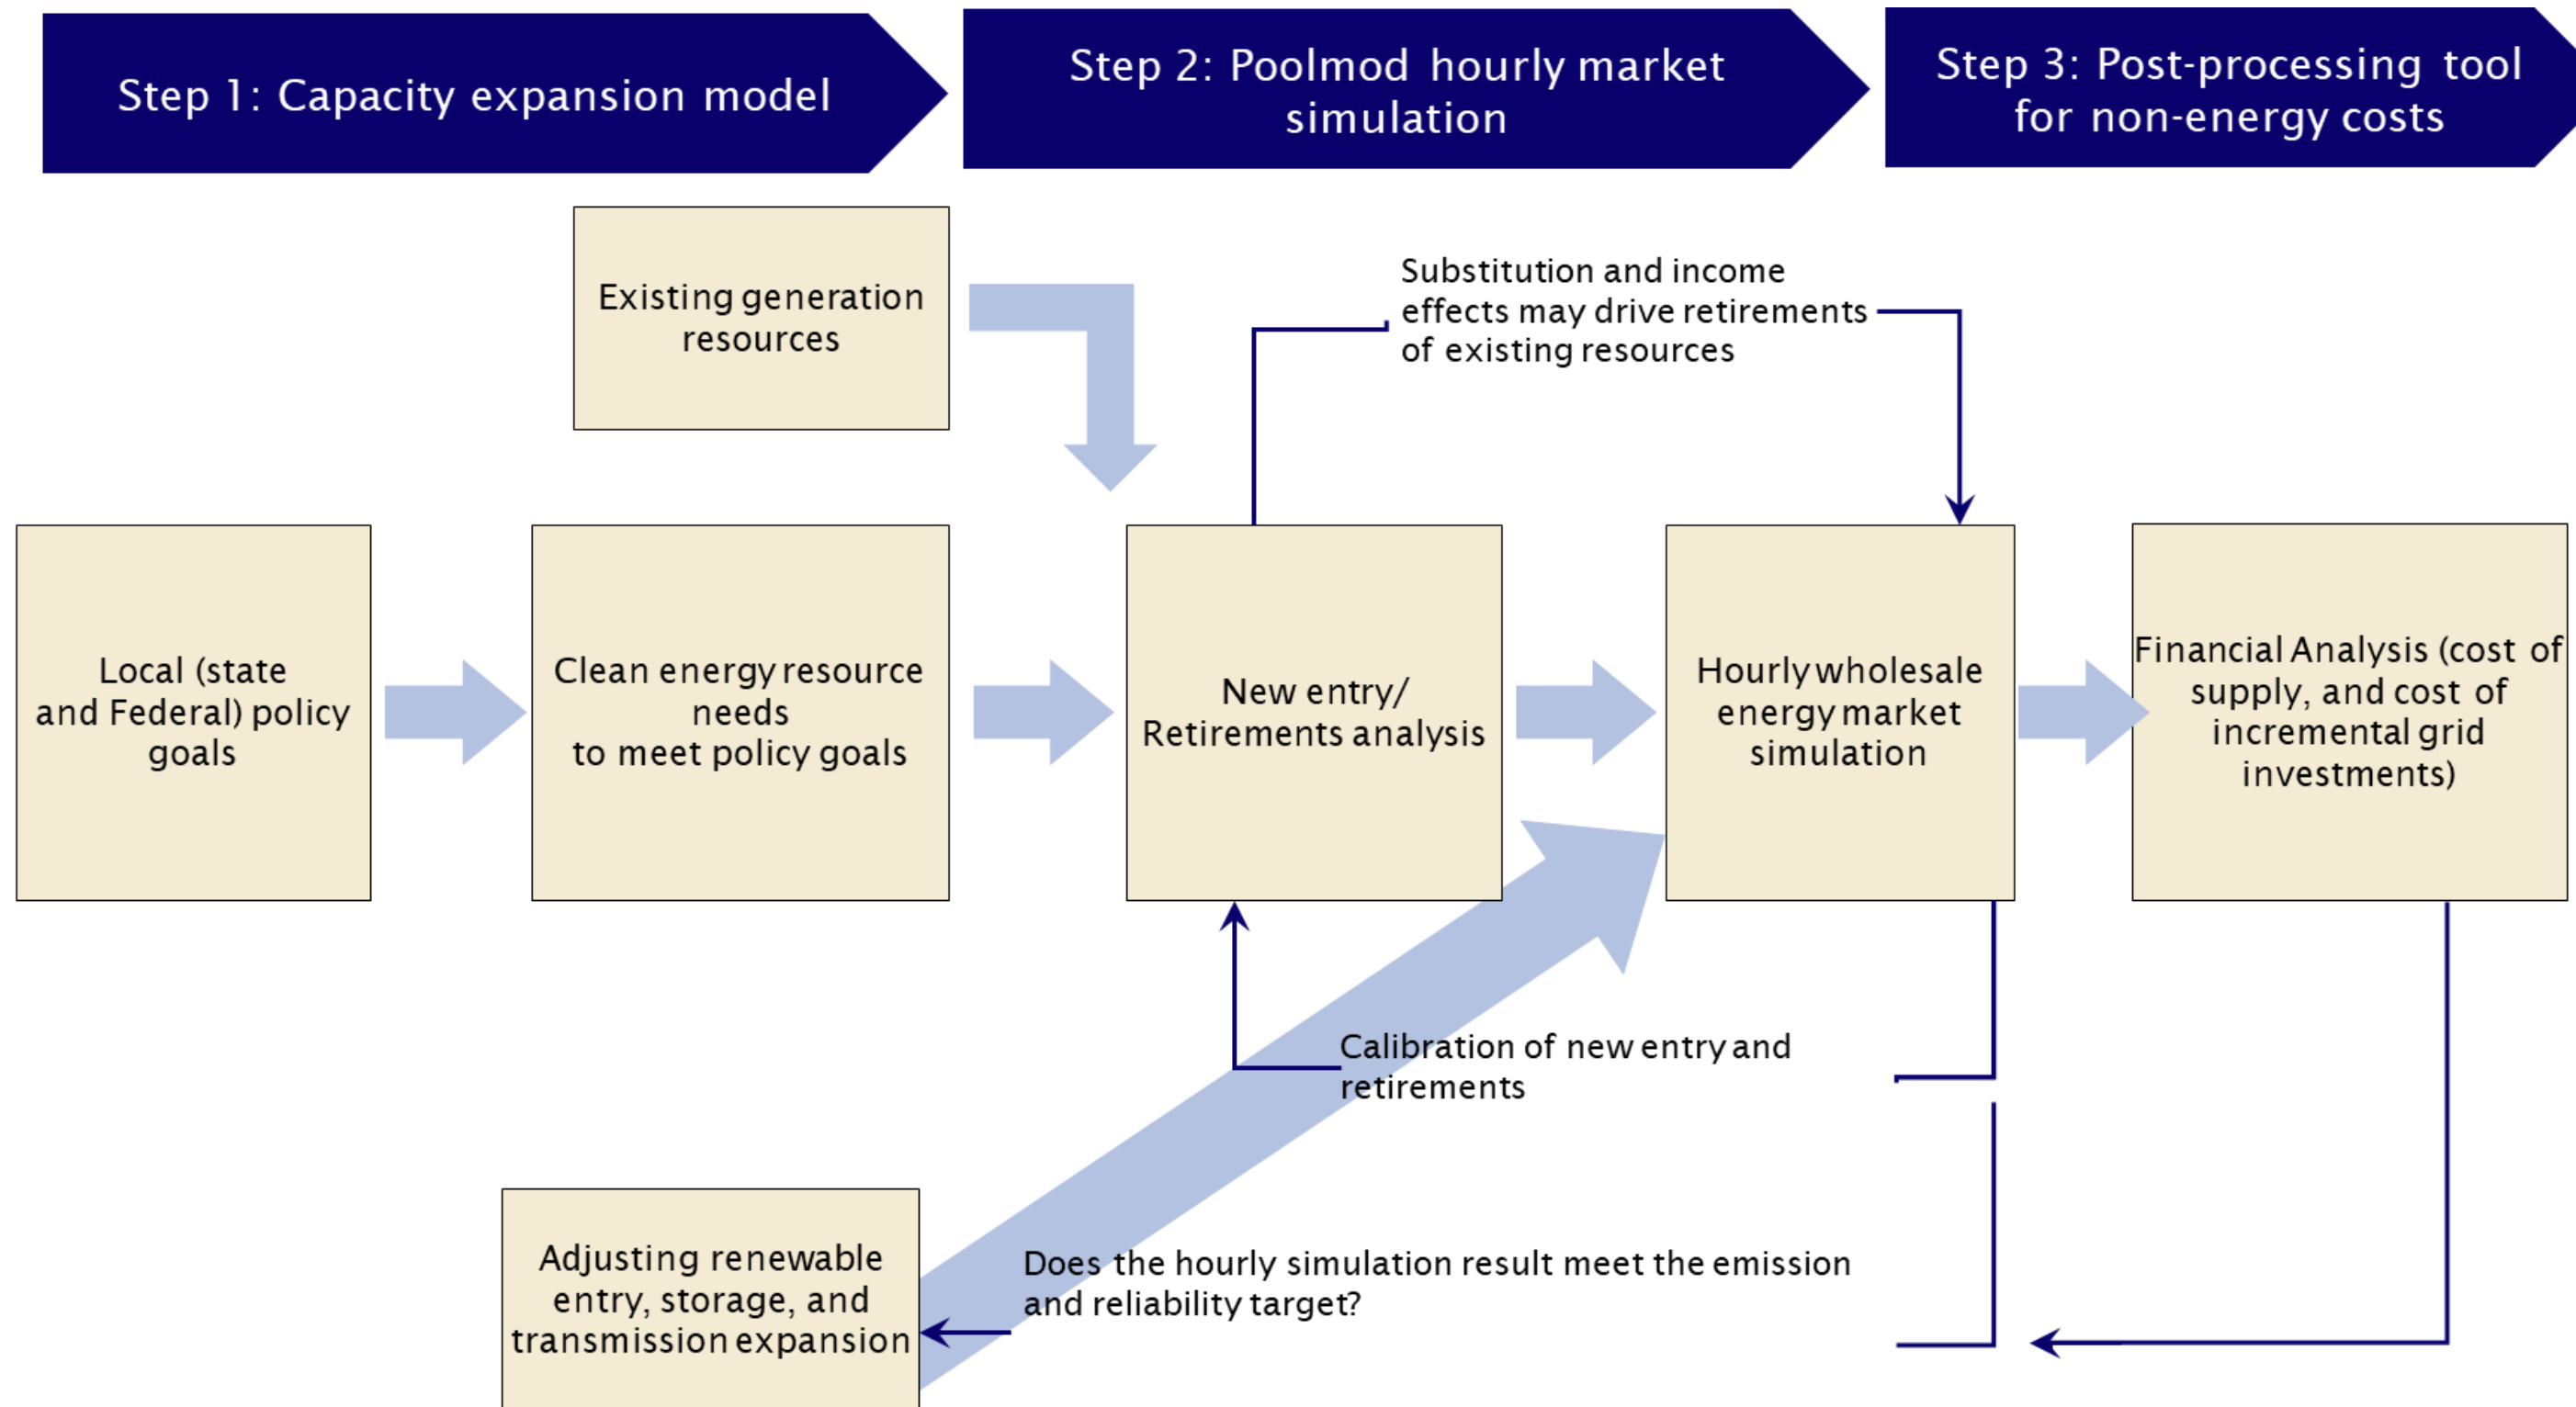 Step 1: Capacity expansion model
Step 2: Poolmod hourly market
simulation
Step 3: Post-processing tool
for non-energy costs
Existing generation
resources
Substitution and income
effects may drive retirements
of existing resources
Local (state
and Federal) policy
goals
Clean energy resource
needs
to meet policy goals
New entry/
Retirements analysis
Hourly wholesale
energy market
simulation
Financial Analysis (cost of
supply, and cost of
incremental grid
investments)
Calibration of new entry and
retirements
Adjusting renewable
entry, storage, and
transmission expansion
Does the hourly simulation result meet the emission
and reliability target?